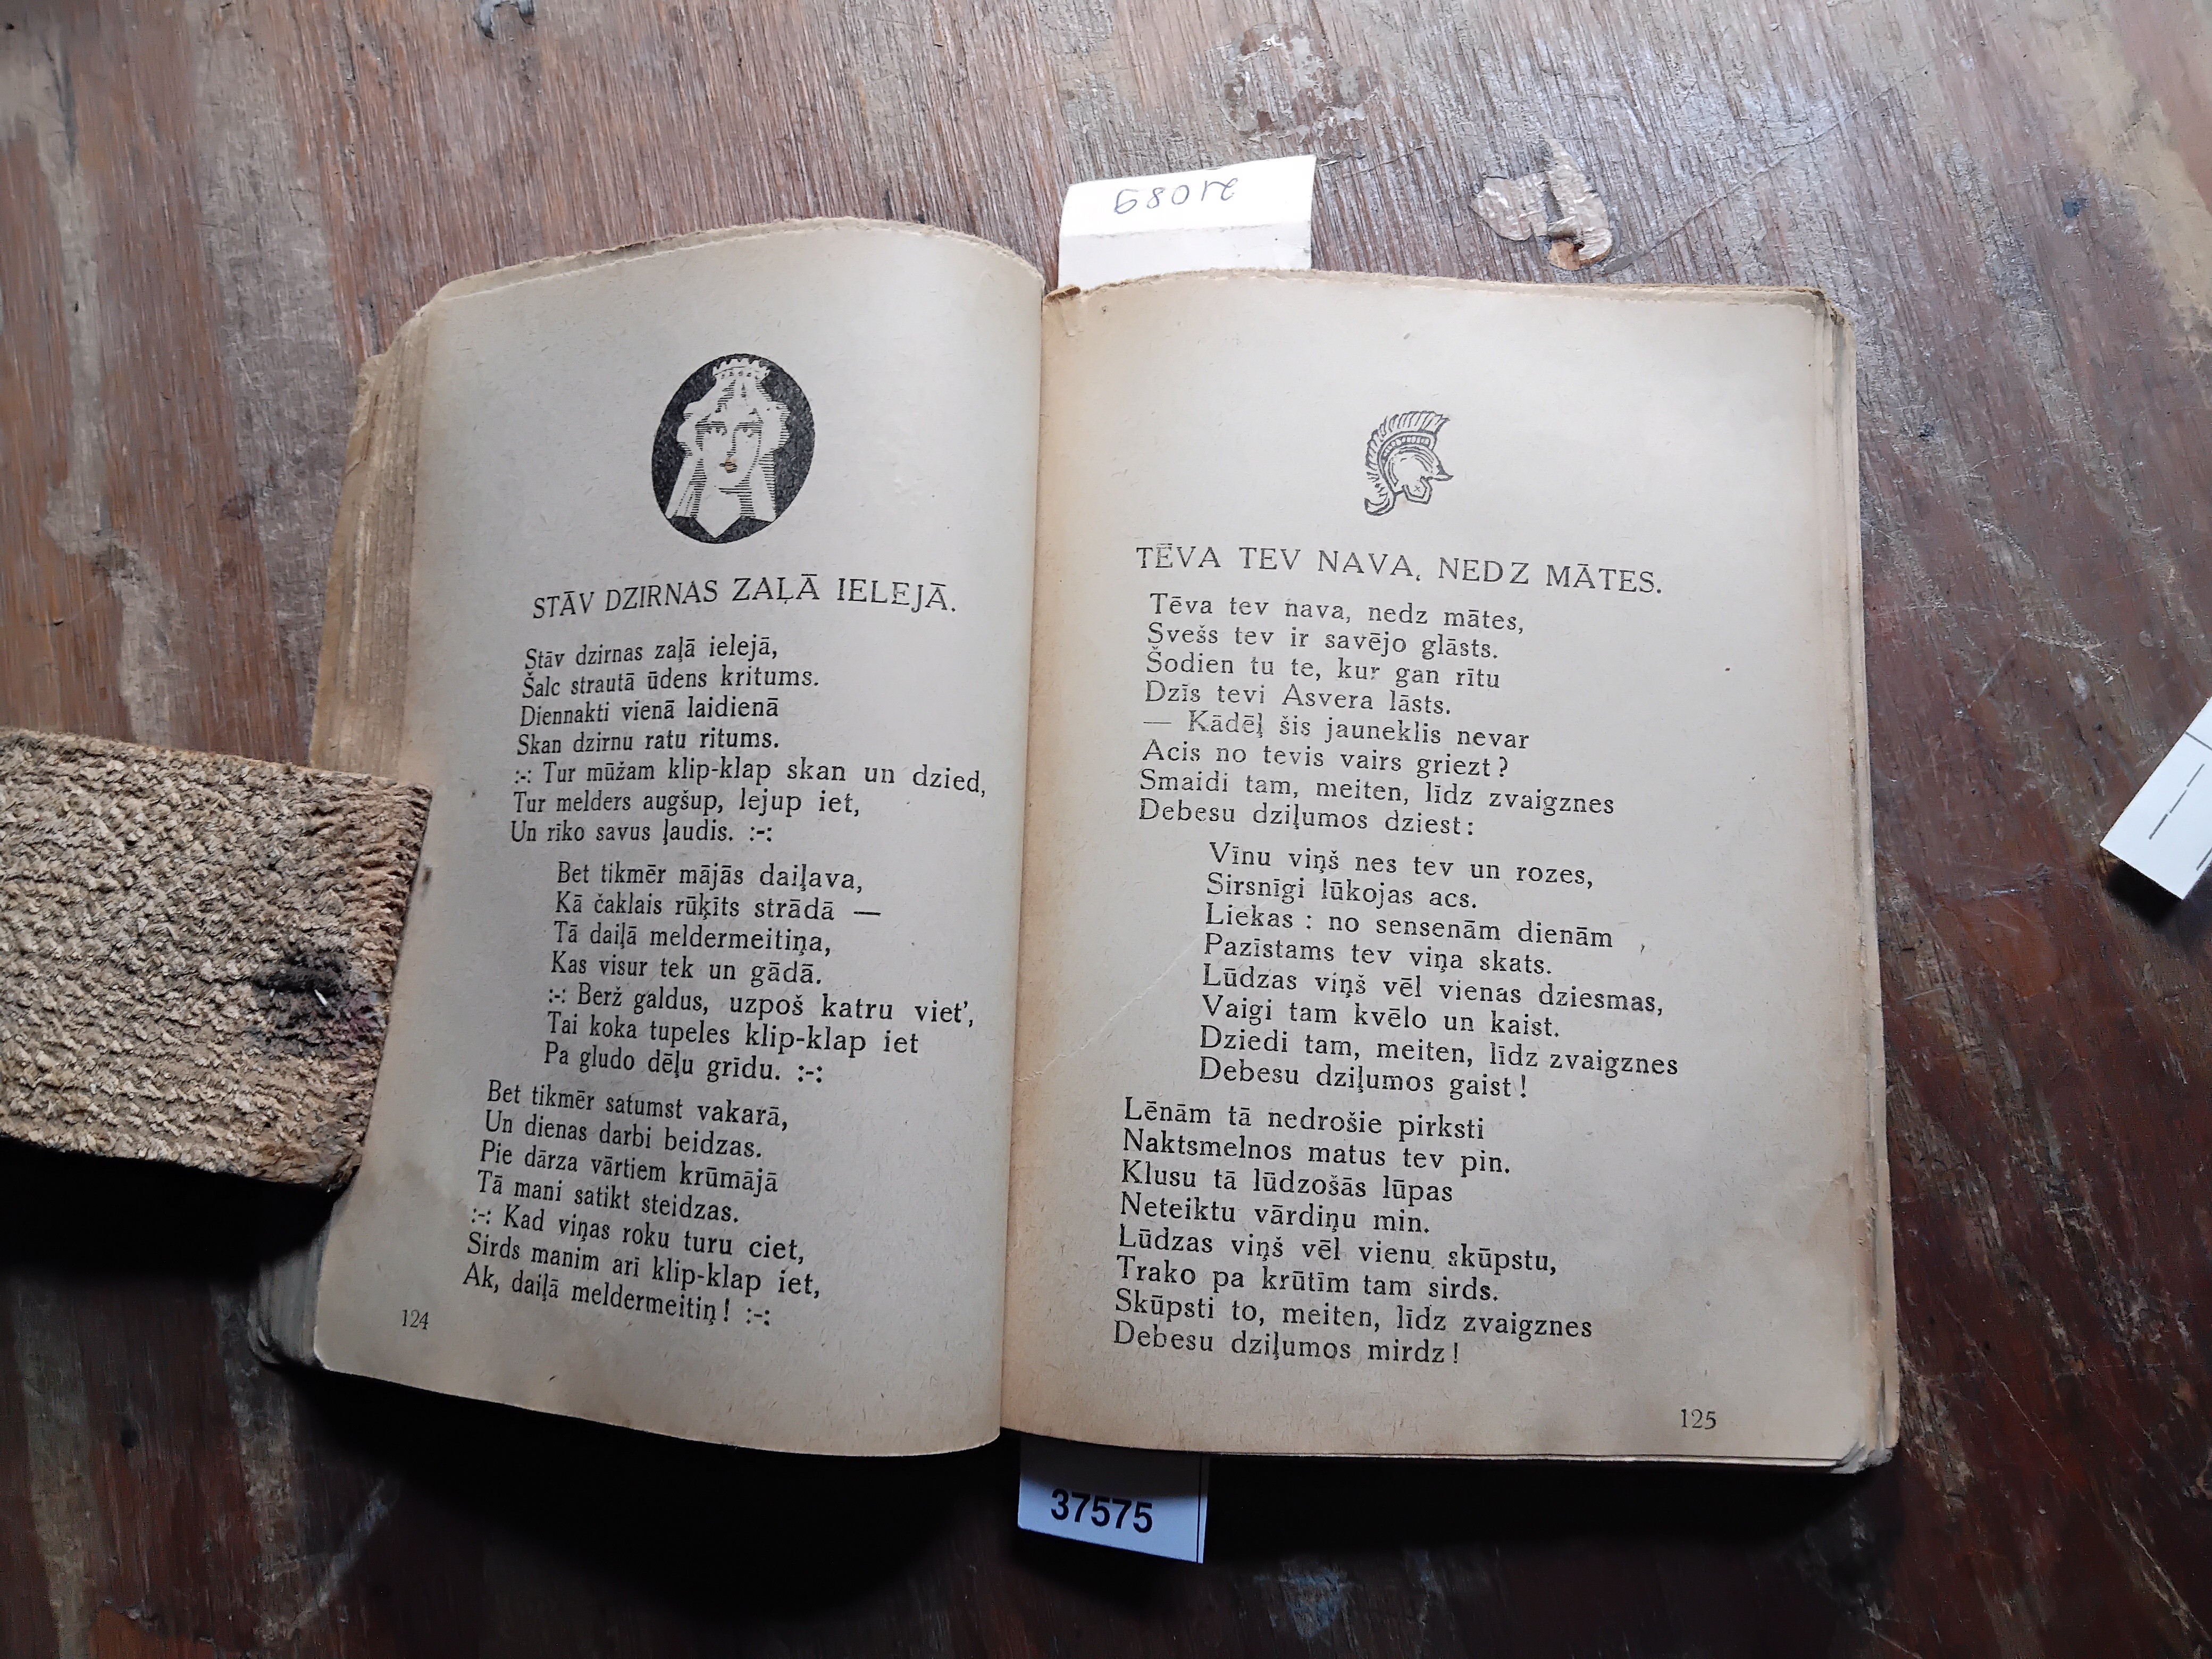 21089
STĀV DZIRNAS ZAĻĀ IELEJĀ.
Stāv dzirnas zaļā ielejā,
Šalc strautā ūdens kritums.
Diennakti vienā laidienā
Skan dzirnu ratu ritums.
:-: Tur mūžam klip-klap skan un dzied,
Tur melders augšup, lejup iet,
Un rīko savus ļaudis. :-:
Bet tikmēr mājās daiļava,
Kā čaklais rūķīts strādā —
Tā daiļā meldermeitiņa,
Kas visur tek un gādā.
:-: Berž galdus, uzpoš katru viet',
Tai koka tupeles klip-klap iet
Pa gludo dēļu grīdu. :-:
Bet tikmēr satumst vakarā,
Un dienas darbi beidzas.
Pie dārza vārtiem krūmājā
Tā mani satikt steidzas.
:-: Kad viņas roku turu ciet,
Sirds manim ari klip-klap iet,
Ak, daiļā meldermeitiņ! :-:
124
TĒVA TEV NAVA, NEDZ MĀTES.
Tēva tev nava, nedz mātes,
Svešs tev ir savējo glāsts.
Šodien tu te, kur gan rītu
Dzīs tevi Asvera lāsts.
— Kādēļ šis jauneklis nevar
Acis no tevis vairs griezt?
Smaidi tam, meiten, līdz zvaigznes
Debesu dziļumos dziest:
Vīnu viņš nes tev un rozes,
Sirsnīgi lūkojas acs.
Liekas: no sensenām dienām
Pazīstams tev viņa skats.
Lūdzas viņš vēl vienas dziesmas,
Vaigi tam kvēlo un kaist.
Dziedi tam, meiten, līdz zvaigznes
Debesu dziļumos gaist!
Lēnām tā nedrošie pirksti
Naktsmelnos matus tev pin.
Klusu tā lūdzošās lūpas
Neteiktu vārdiņu min.
Lūdzas viņš vēl vienu skūpstu,
Trako pa krūtīm tam sirds.
Skūpsti to, meiten, līdz zvaigznes
Debesu dziļumos mirdz!
125
37575